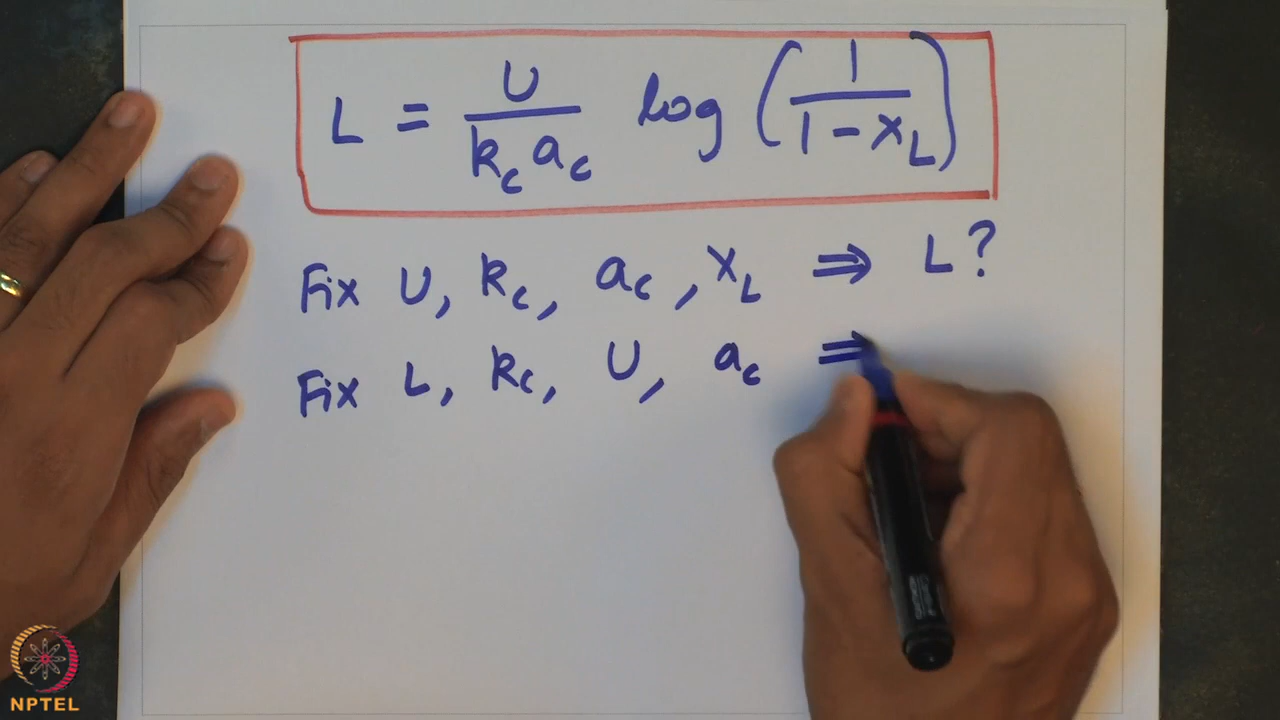 L = U / (k_c a_c) log (1 / (1 - x_L))
Fix U, k_c, a_c, x_L ⇒ L?
Fix L, k_c, U, a_c ⇒
NPTEL